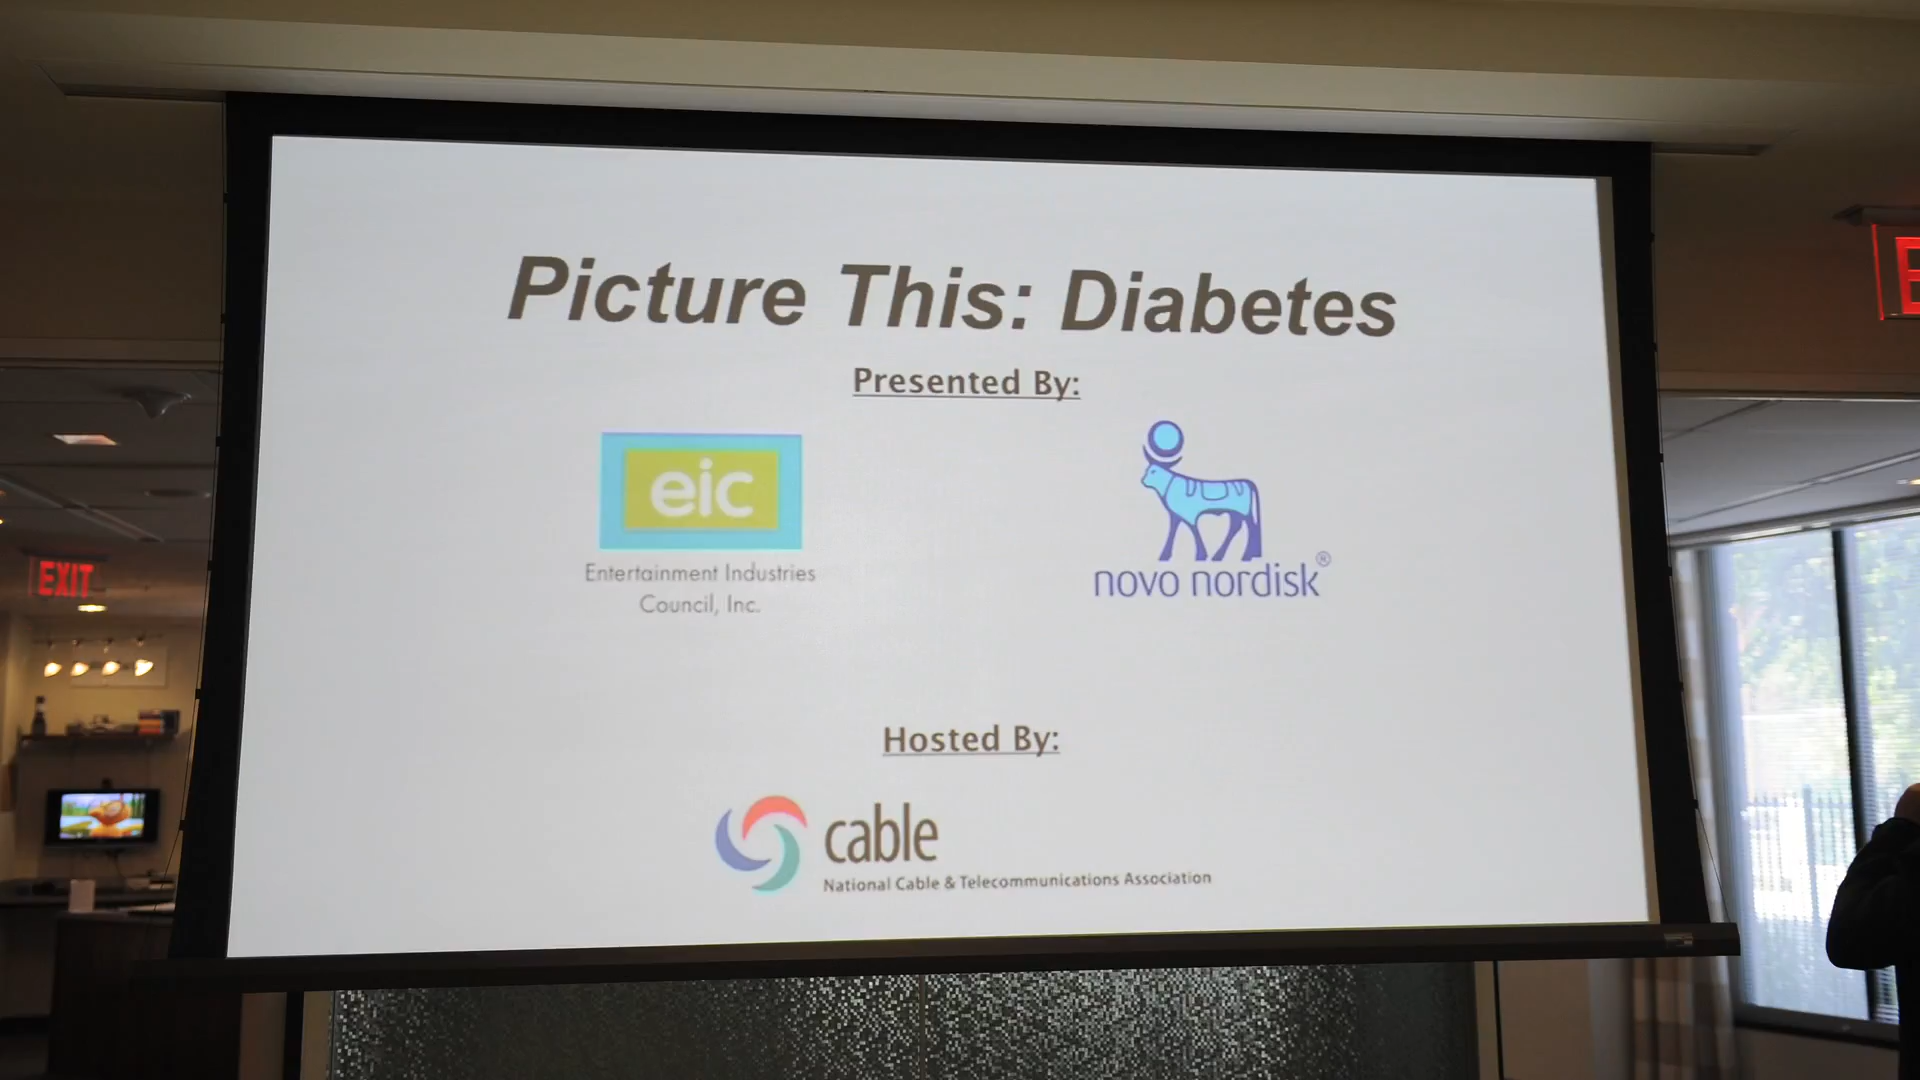 Picture This: Diabetes
Presented By:
eic
Entertainment Industries
Council, Inc.
novo nordisk®
Hosted By:
cable
National Cable & Telecommunications Association
EXIT
E